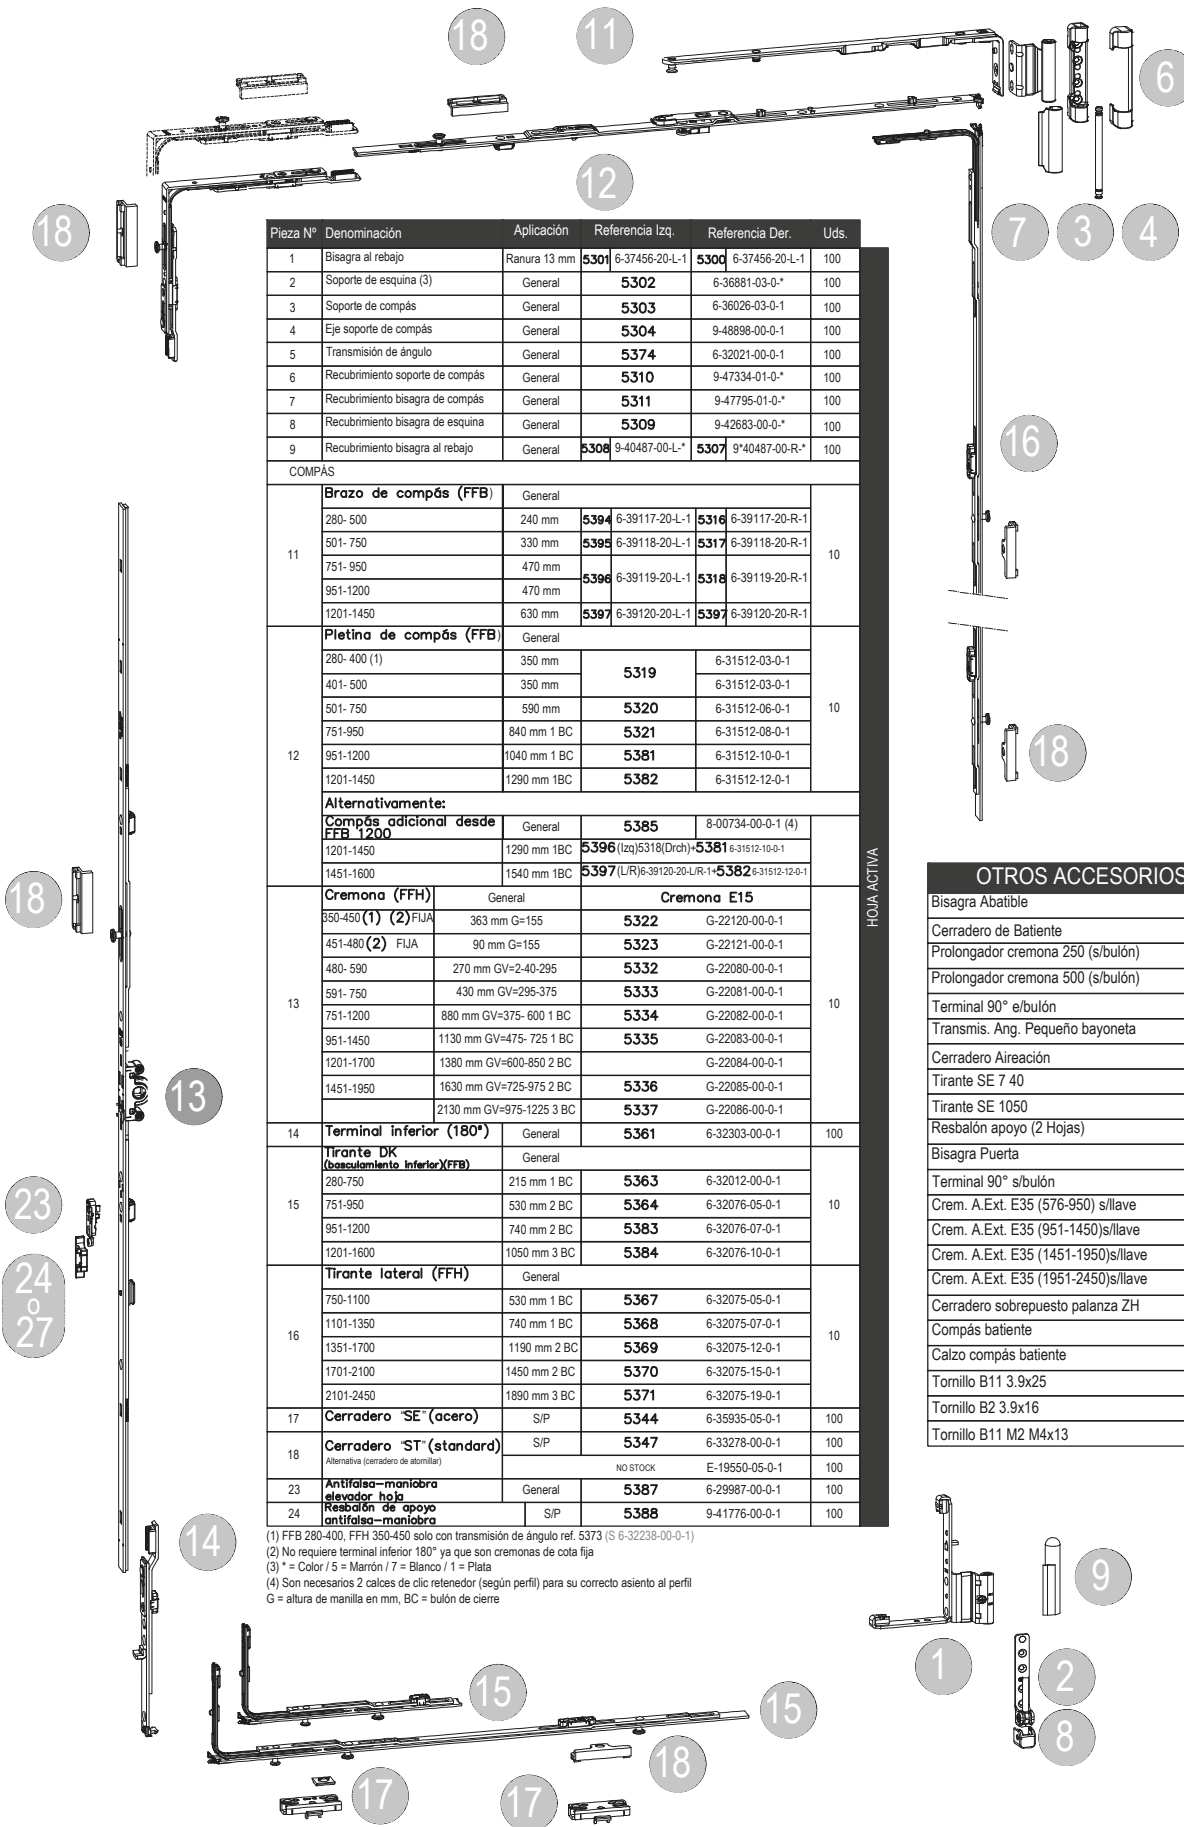 18
11
6
18
12
7
3
4
Pieza Nº Denominación Aplicación Referencia Izq. Referencia Der. Uds.
1 Bisagra al rebajo Ranura 13 mm 5301 6-37456-20-L-1 5300 6-37456-20-L-1 100
2 Soporte de esquina (3) General 5302 6-36881-03-0-* 100
3 Soporte de compás General 5303 6-36026-03-0-1 100
4 Eje soporte de compás General 5304 9-48898-00-0-1 100
5 Transmisión de ángulo General 5374 6-32021-00-0-1 100
6 Recubrimiento soporte de compás General 5310 9-47334-01-0-* 100
7 Recubrimiento bisagra de compás General 5311 9-47795-01-0-* 100
8 Recubrimiento bisagra de esquina General 5309 9-42683-00-0-* 100
9 Recubrimiento bisagra al rebajo General 5308 9-40487-00-L-* 5307 9*40487-00-R-* 100
COMPÁS
11 Brazo de compás (FFB) General 10
280- 500 240 mm 5394 6-39117-20-L-1 5316 6-39117-20-R-1
501- 750 330 mm 5395 6-39118-20-L-1 5317 6-39118-20-R-1
751- 950 470 mm 5396 6-39119-20-L-1 5318 6-39119-20-R-1
951-1200 470 mm
1201-1450 630 mm 5397 6-39120-20-L-1 5397 6-39120-20-R-1
12 Pletina de compás (FFB) General 10
280- 400 (1) 350 mm 5319 6-31512-03-0-1
401- 500 350 mm 6-31512-03-0-1
501- 750 590 mm 5320 6-31512-06-0-1
751-950 840 mm 1 BC 5321 6-31512-08-0-1
951-1200 1040 mm 1 BC 5381 6-31512-10-0-1
1201-1450 1290 mm 1BC 5382 6-31512-12-0-1
Alternativamente:
Compás adicional desde
FFB 1200 General 5385 8-00734-00-0-1 (4)
1201-1450 1290 mm 1BC 5396(Izq)5318(Drch)+5381 6-31512-10-0-1
1451-1600 1540 mm 1BC 5397(L/R)6-39120-20-L/R-1+5382 6-31512-12-0-1
13 Cremona (FFH) General Cremona E15 10
350-450 (1) (2) FIJA 363 mm G=155 5322 G-22120-00-0-1
451-480 (2) FIJA 90 mm G=155 5323 G-22121-00-0-1
480- 590 270 mm GV=2-40-295 5332 G-22080-00-0-1
591- 750 430 mm GV=295-375 5333 G-22081-00-0-1
751-1200 880 mm GV=375- 600 1 BC 5334 G-22082-00-0-1
951-1450 1130 mm GV=475- 725 1 BC 5335 G-22083-00-0-1
1201-1700 1380 mm GV=600-850 2 BC G-22084-00-0-1
1451-1950 1630 mm GV=725-975 2 BC 5336 G-22085-00-0-1
2130 mm GV=975-1225 3 BC 5337 G-22086-00-0-1
14 Terminal inferior (180°) General 5361 6-32303-00-0-1 100
15 Tirante DK
(basculamiento inferior)(FFB) General 10
280-750 215 mm 1 BC 5363 6-32012-00-0-1
751-950 530 mm 2 BC 5364 6-32076-05-0-1
951-1200 740 mm 2 BC 5383 6-32076-07-0-1
1201-1600 1050 mm 3 BC 5384 6-32076-10-0-1
16 Tirante lateral (FFH) General 10
750-1100 530 mm 1 BC 5367 6-32075-05-0-1
1101-1350 740 mm 1 BC 5368 6-32075-07-0-1
1351-1700 1190 mm 2 BC 5369 6-32075-12-0-1
1701-2100 1450 mm 2 BC 5370 6-32075-15-0-1
2101-2450 1890 mm 3 BC 5371 6-32075-19-0-1
17 Cerradero "SE" (acero) S/P 5344 6-35935-05-0-1 100
18 Cerradero "ST" (standard) S/P 5347 6-33278-00-0-1 100
Alternativa (cerradero de atornillar) NO STOCK E-19550-05-0-1 100
23 Antifalsa-maniobra
elevador hoja General 5387 6-29987-00-0-1 100
24 Resbalón de apoyo
antifalsa-maniobra S/P 5388 9-41776-00-0-1 100
HOJA ACTIVA
(1) FFB 280-400, FFH 350-450 solo con transmisión de ángulo ref. 5373 (S 6-32238-00-0-1)
(2) No requiere terminal inferior 180° ya que son cremonas de cota fija
(3) * = Color / 5 = Marrón / 7 = Blanco / 1 = Plata
(4) Son necesarios 2 calces de clic retenedor (según perfil) para su correcto asiento al perfil
G = altura de manilla en mm, BC = bulón de cierre
16
18
OTROS ACCESORIOS
Bisagra Abatible
Cerradero de Batiente
Prolongador cremona 250 (s/bulón)
Prolongador cremona 500 (s/bulón)
Terminal 90° e/bulón
Transmis. Ang. Pequeño bayoneta
Cerradero Aireación
Tirante SE 7 40
Tirante SE 1050
Resbalón apoyo (2 Hojas)
Bisagra Puerta
Terminal 90° s/bulón
Crem. A.Ext. E35 (576-950) s/llave
Crem. A.Ext. E35 (951-1450)s/llave
Crem. A.Ext. E35 (1451-1950)s/llave
Crem. A.Ext. E35 (1951-2450)s/llave
Cerradero sobrepuesto palanza ZH
Compás batiente
Calzo compás batiente
Tornillo B11 3.9x25
Tornillo B2 3.9x16
Tornillo B11 M2 M4x13
18
13
23
24
o
27
14
9
1
2
8
15
15
18
17
17